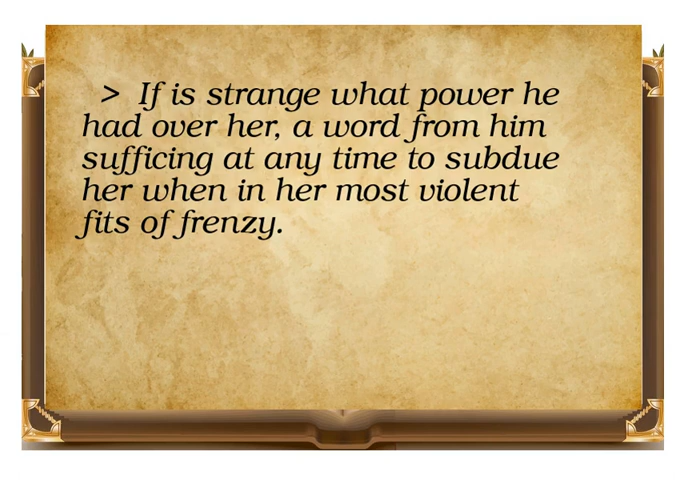 > If is strange what power he
had over her, a word from him
sufficing at any time to subdue
her when in her most violent
fits of frenzy.